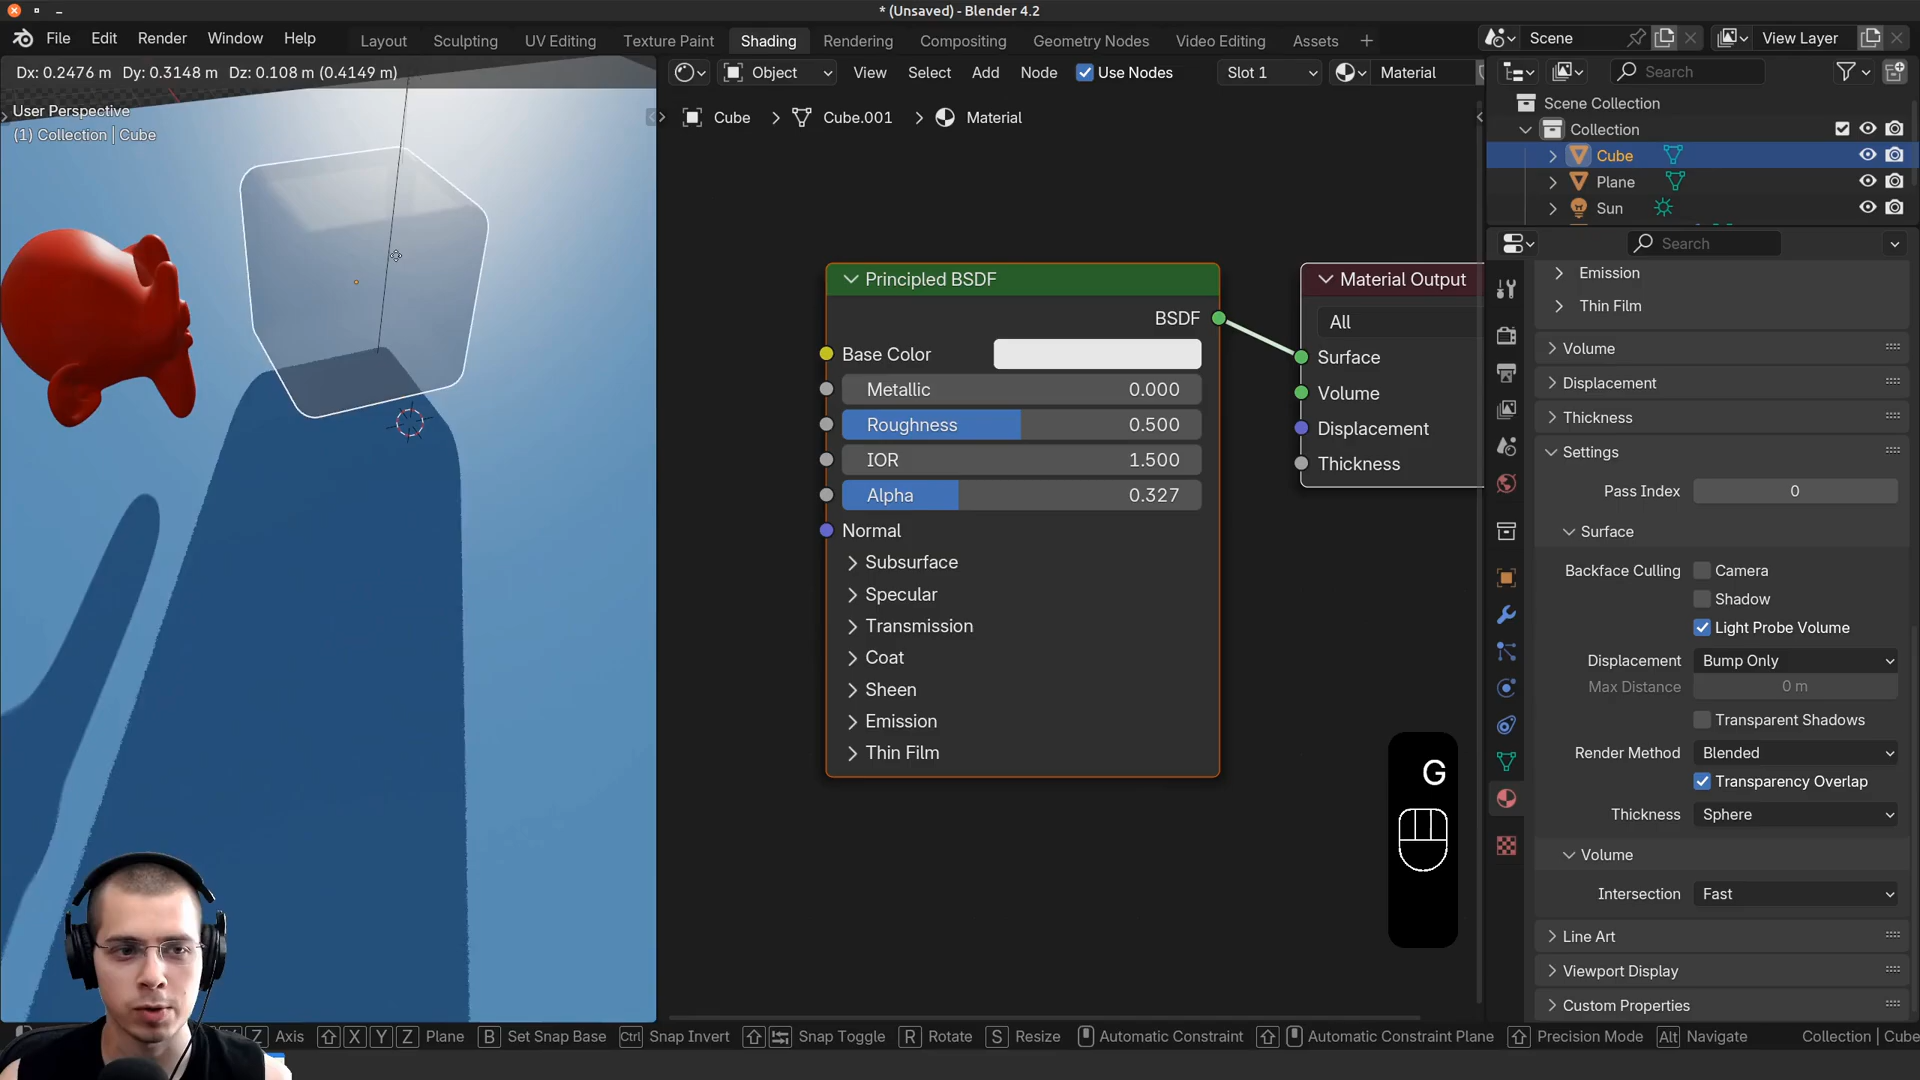 * (Unsaved) - Blender 4.2
File Edit Render Window Help Layout Sculpting UV Editing Texture Paint Shading Rendering Compositing Geometry Nodes Video Editing Assets + Scene View Layer
Dx: 0.2476 m Dy: 0.3148 m Dz: 0.108 m (0.4149 m)
Object View Select Add Node Use Nodes Slot 1 Material
Search
User Perspective
(1) Collection | Cube
Cube > Cube.001 > Material
Scene Collection
Collection
Cube
Plane
Sun
Search
Principled BSDF
BSDF
Base Color
Metallic 0.000
Roughness 0.500
IOR 1.500
Alpha 0.327
Normal
Subsurface
Specular
Transmission
Coat
Sheen
Emission
Thin Film
Material Output
All
Surface
Volume
Displacement
Thickness
G
Emission
Thin Film
Volume
Displacement
Thickness
Settings
Pass Index 0
Surface
Backface Culling Camera
Shadow
Light Probe Volume
Displacement Bump Only
Max Distance 0 m
Transparent Shadows
Render Method Blended
Transparency Overlap
Thickness Sphere
Volume
Intersection Fast
Line Art
Viewport Display
Custom Properties
Z Axis X Y Z Plane B Set Snap Base Ctrl Snap Invert Snap Toggle R Rotate S Resize Automatic Constraint Automatic Constraint Plane Precision Mode Alt Navigate Collection | Cube